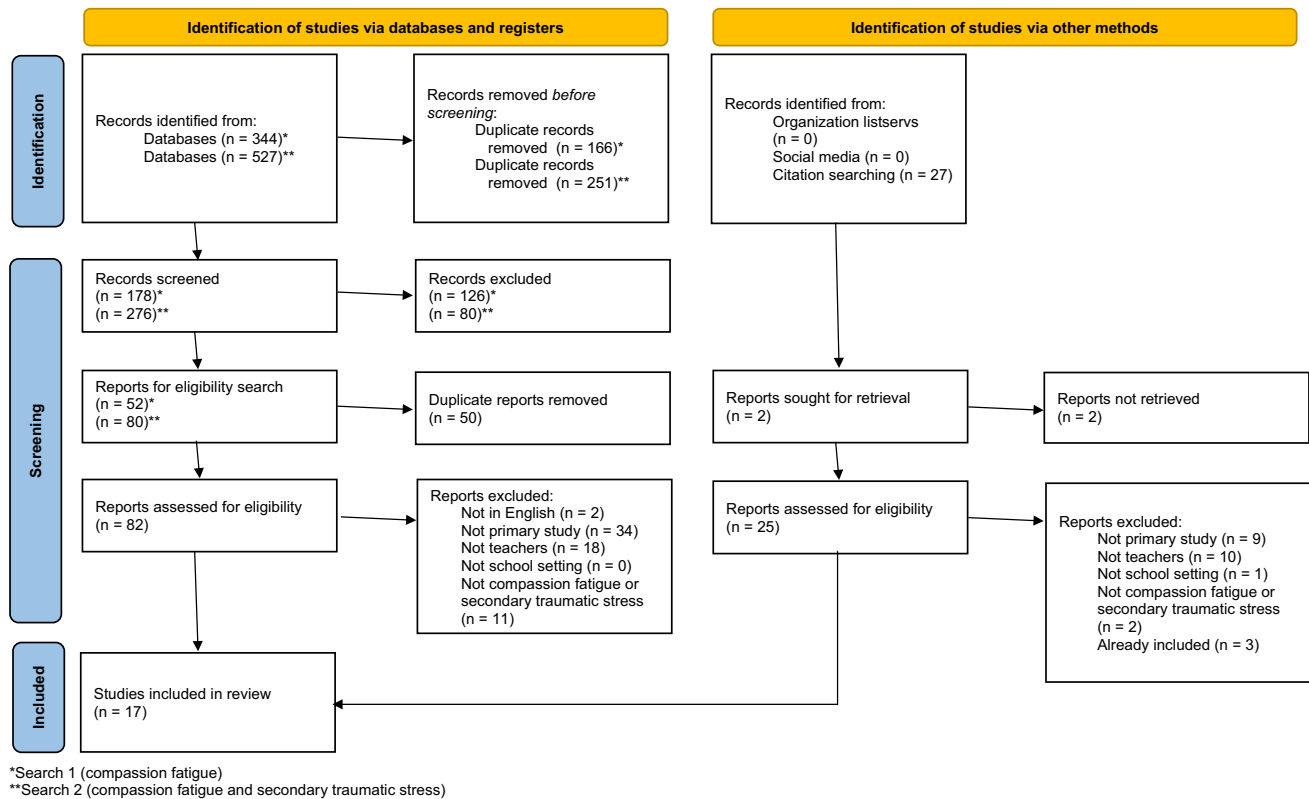 Identification of studies via databases and registers
Identification of studies via other methods
Identification
Records identified from:
Databases (n = 344)*
Databases (n = 527)**
Records removed before
screening:
Duplicate records
removed (n = 166)*
Duplicate records
removed (n = 251)**
Records identified from:
Organization listservs
(n = 0)
Social media (n = 0)
Citation searching (n = 27)
Screening
Records screened
(n = 178)*
(n = 276)**
Records excluded
(n = 126)*
(n = 80)**
Reports for eligibility search
(n = 52)*
(n = 80)**
Duplicate reports removed
(n = 50)
Reports sought for retrieval
(n = 2)
Reports not retrieved
(n = 2)
Reports assessed for eligibility
(n = 82)
Reports excluded:
Not in English (n = 2)
Not primary study (n = 34)
Not teachers (n = 18)
Not school setting (n = 0)
Not compassion fatigue or
secondary traumatic stress
(n = 11)
Reports assessed for eligibility
(n = 25)
Reports excluded:
Not primary study (n = 9)
Not teachers (n = 10)
Not school setting (n = 1)
Not compassion fatigue or
secondary traumatic stress
(n = 2)
Already included (n = 3)
Included
Studies included in review
(n = 17)
*Search 1 (compassion fatigue)
**Search 2 (compassion fatigue and secondary traumatic stress)